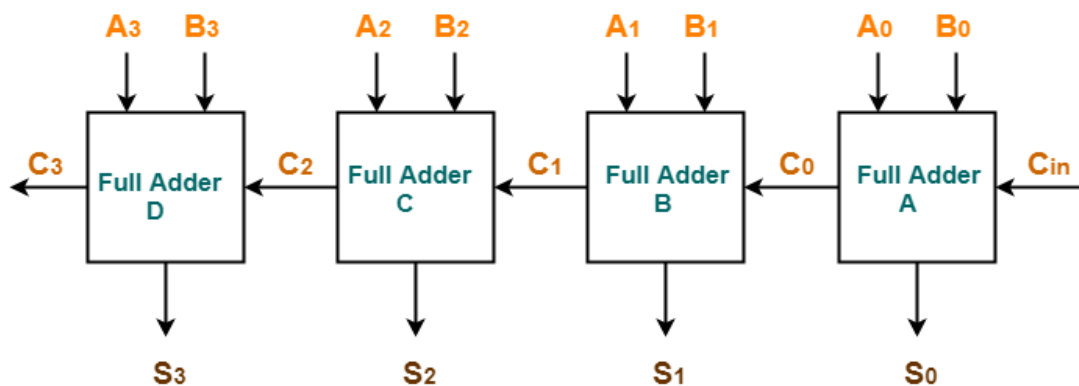 A3 B3 A2 B2 A1 B1 A0 B0
C3 C2 C1 C0 Cin
Full Adder D
Full Adder C
Full Adder B
Full Adder A
S3 S2 S1 S0